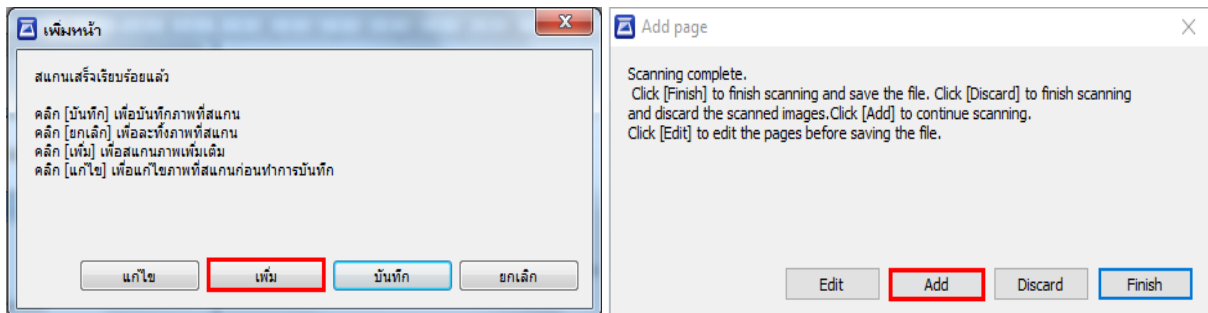 เพิ่มหน้า
สแกนเสร็จเรียบร้อยแล้ว
คลิก [บันทึก] เพื่อบันทึกภาพที่สแกน
คลิก [ยกเลิก] เพื่อละทิ้งภาพที่สแกน
คลิก [เพิ่ม] เพื่อสแกนภาพเพิ่มเติม
คลิก [แก้ไข] เพื่อแก้ไขภาพที่สแกนก่อนทำการบันทึก
แก้ไข เพิ่ม บันทึก ยกเลิก
Add page
Scanning complete.
Click [Finish] to finish scanning and save the file. Click [Discard] to finish scanning
and discard the scanned images.Click [Add] to continue scanning.
Click [Edit] to edit the pages before saving the file.
Edit Add Discard Finish